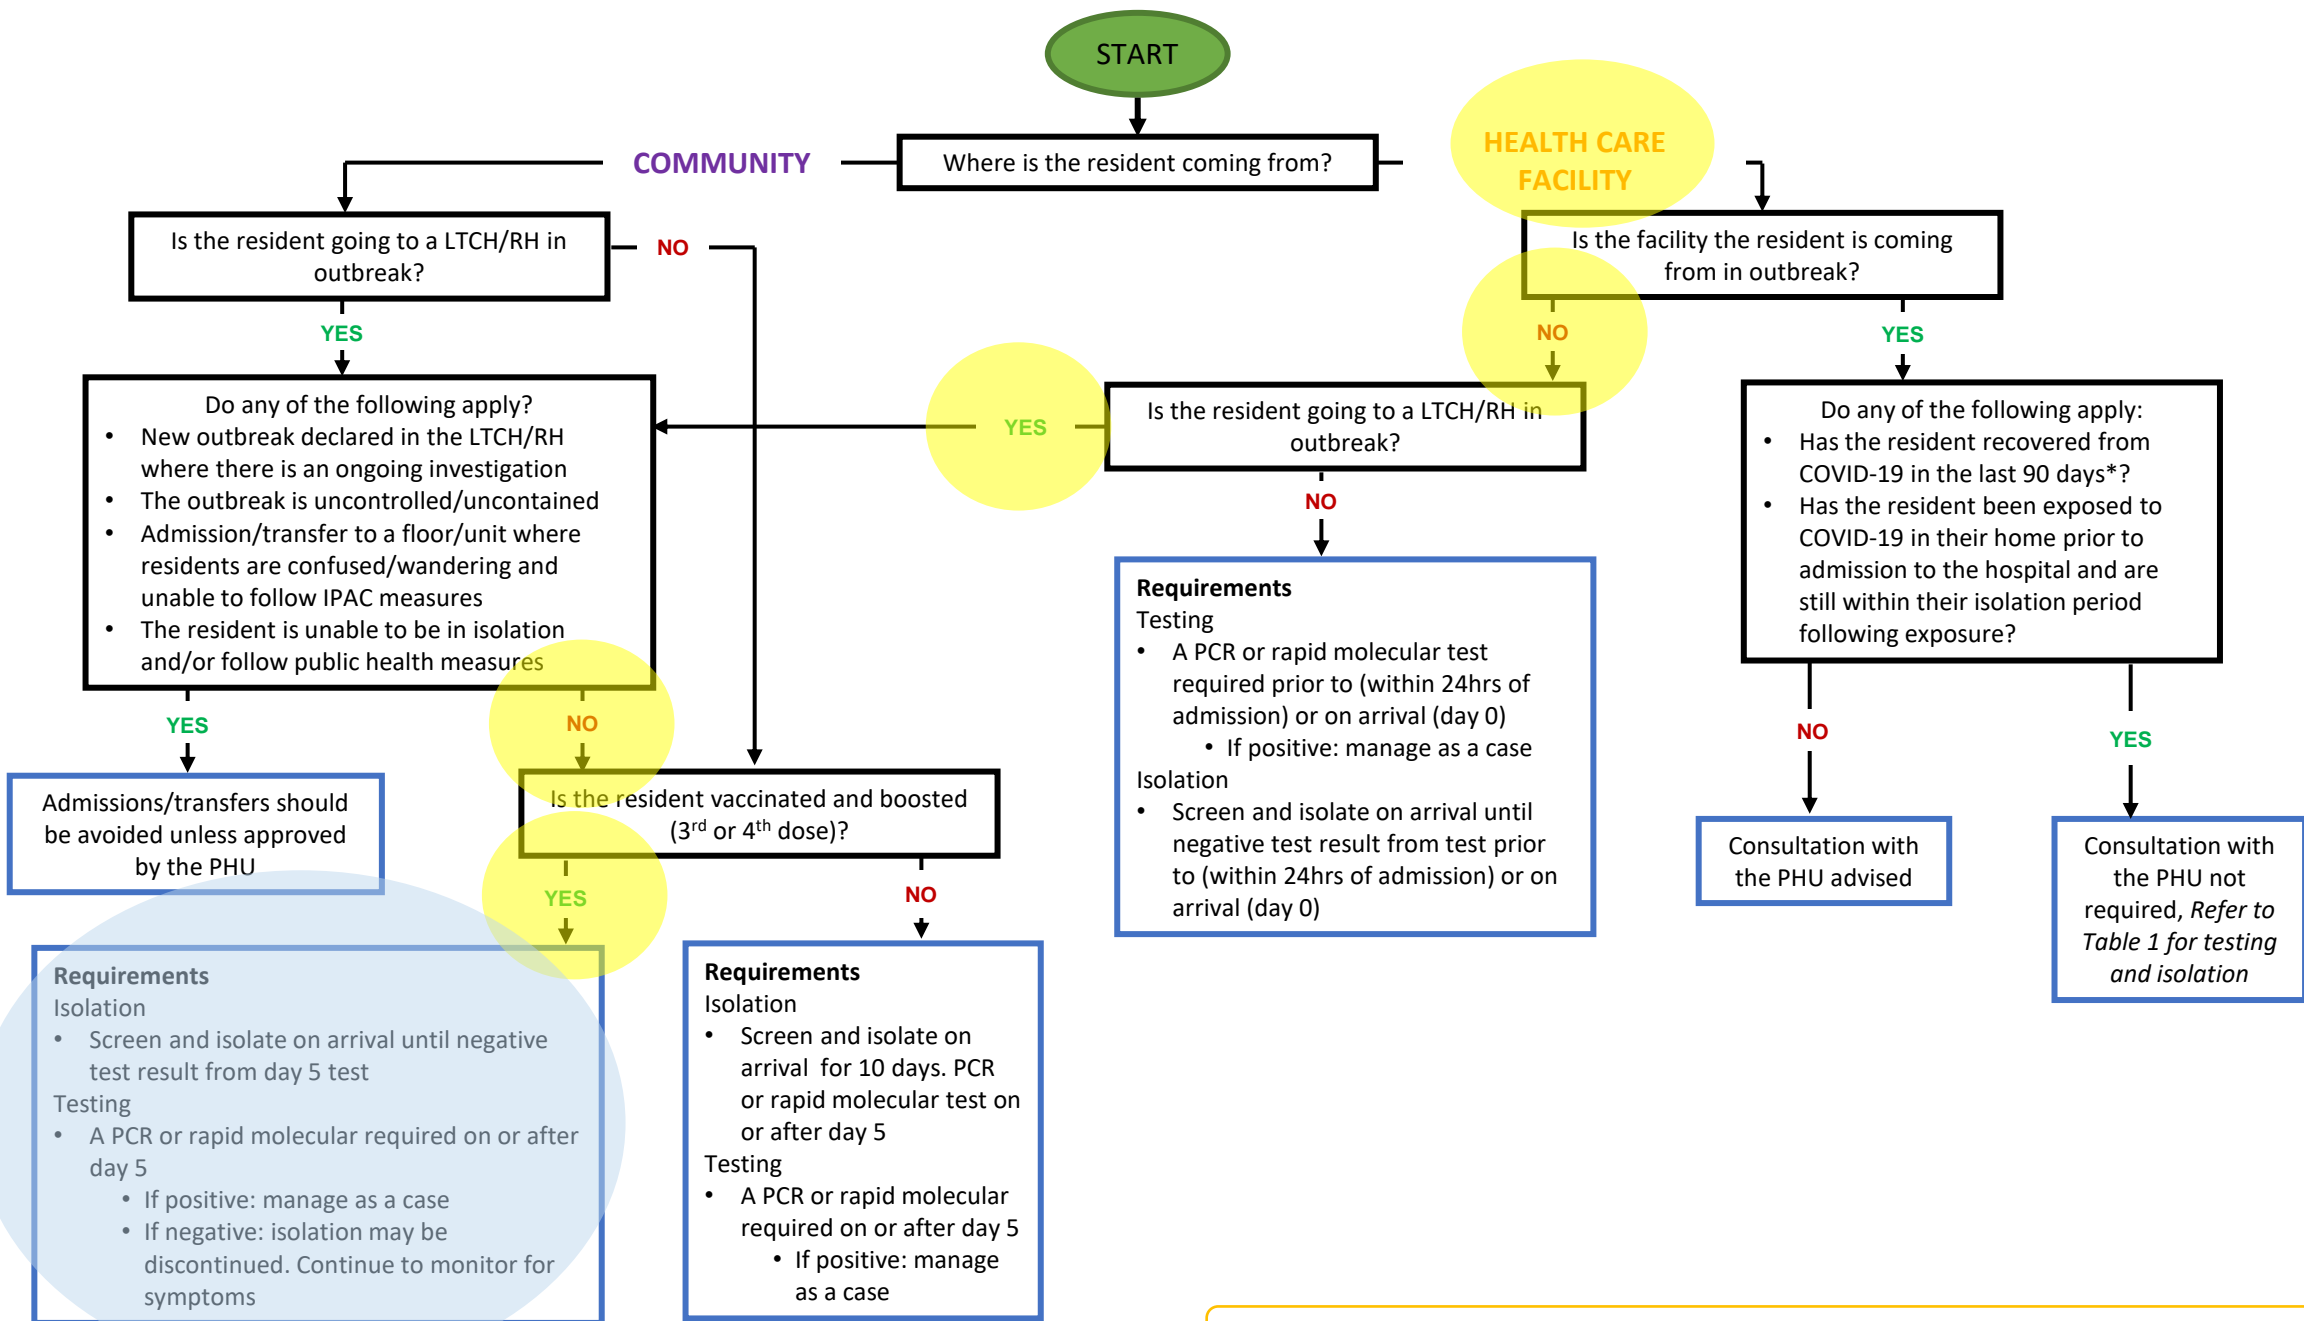 START
Where is the resident coming from?
COMMUNITY
HEALTH CARE
FACILITY
Is the resident going to a LTCH/RH in
outbreak?
NO
YES
Is the facility the resident is coming
from in outbreak?
NO
YES
Do any of the following apply?
• New outbreak declared in the LTCH/RH
where there is an ongoing investigation
• The outbreak is uncontrolled/uncontained
• Admission/transfer to a floor/unit where
residents are confused/wandering and
unable to follow IPAC measures
• The resident is unable to be in isolation
and/or follow public health measures
YES
Is the resident going to a LTCH/RH in
outbreak?
NO
Do any of the following apply:
• Has the resident recovered from
COVID-19 in the last 90 days*?
• Has the resident been exposed to
COVID-19 in their home prior to
admission to the hospital and are
still within their isolation period
following exposure?
YES
NO
NO
YES
Admissions/transfers should
be avoided unless approved
by the PHU
Is the resident vaccinated and boosted
(3rd or 4th dose)?
YES
NO
Requirements
Testing
• A PCR or rapid molecular test
required prior to (within 24hrs of
admission) or on arrival (day 0)
• If positive: manage as a case
Isolation
• Screen and isolate on arrival until
negative test result from test prior
to (within 24hrs of admission) or on
arrival (day 0)
Consultation with
the PHU advised
Consultation with
the PHU not
required, Refer to
Table 1 for testing
and isolation
Requirements
Isolation
• Screen and isolate on arrival until negative
test result from day 5 test
Testing
• A PCR or rapid molecular required on or after
day 5
• If positive: manage as a case
• If negative: isolation may be
discontinued. Continue to monitor for
symptoms
Requirements
Isolation
• Screen and isolate on
arrival for 10 days. PCR
or rapid molecular test on
or after day 5
Testing
• A PCR or rapid molecular
required on or after day 5
• If positive: manage
as a case